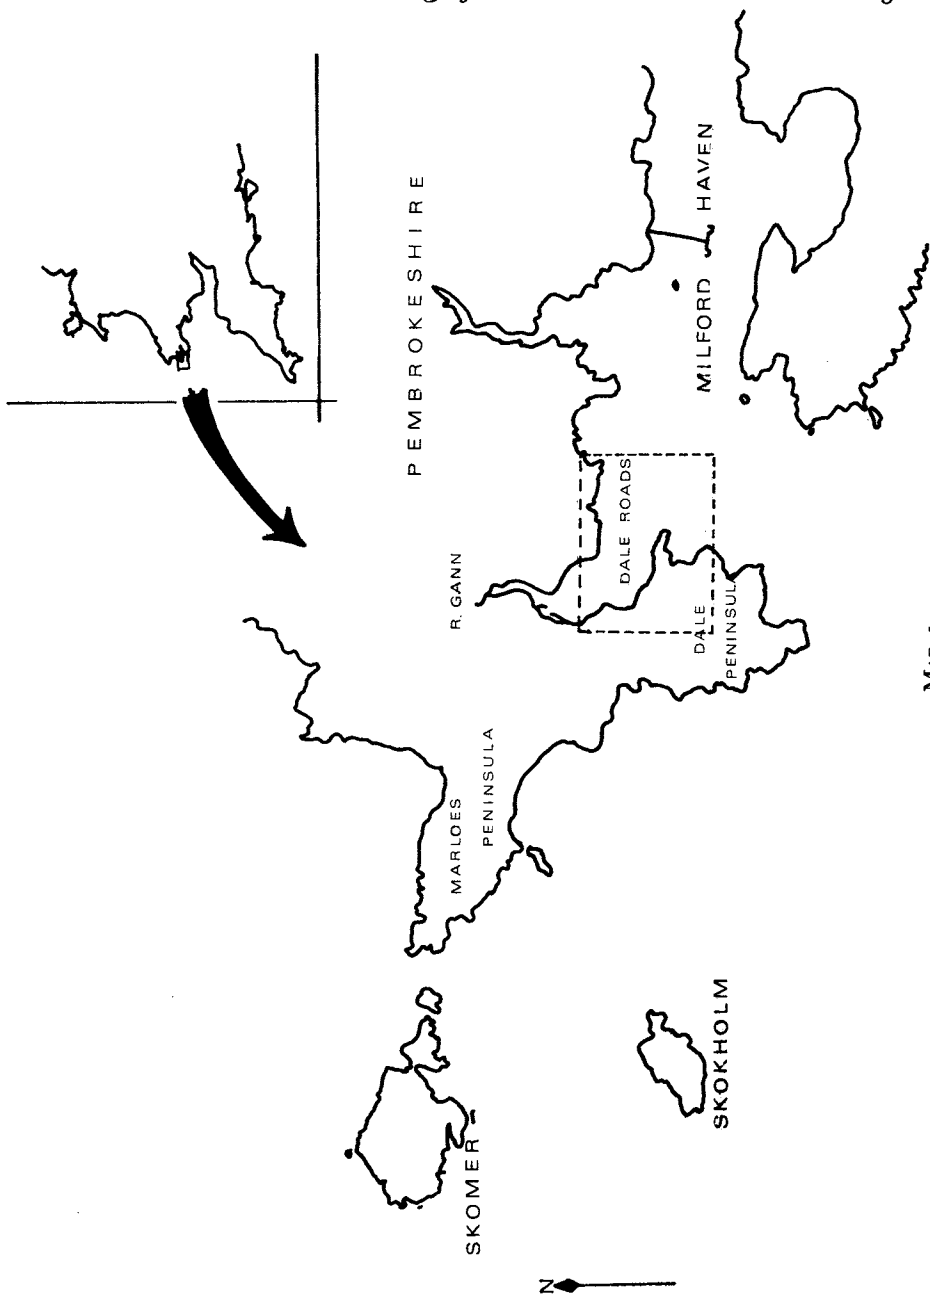 PEMBROKESHIRE
MILFORD HAVEN
R. GANN
DALE ROADS
DALE
PENINSULA
MARLOES
PENINSULA
SKOMER
SKOKHOLM
N